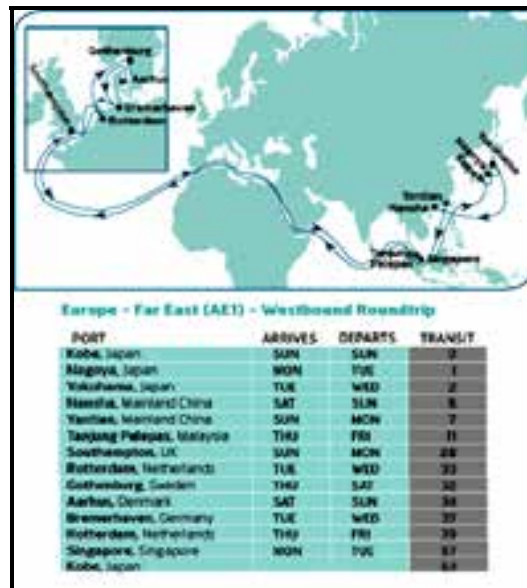 Gothenburg
Aarhus
Bremerhaven
Rotterdam
Yantian
Nansha
Tanjung
Pelepas
Singapore
Europe - Far East (AE1) - Westbound Roundtrip
PORT ARRIVES DEPARTS TRANSIT
Kobe, Japan SUN SUN 0
Nagoya, Japan MON TUE 1
Yokohama, Japan TUE WED 2
Nansha, Mainland China SAT SUN 6
Yantian, Mainland China SUN MON 7
Tanjung Pelepas, Malaysia THU FRI 11
Southampton, UK SUN MON 28
Rotterdam, Netherlands TUE WED
Gothenburg, Sweden THU SAT 32
Aarhus, Denmark SAT SUN
Bremerhaven, Germany TUE WED 37
Rotterdam, Netherlands THU FRI 39
Singapore, Singapore MON TUE 57
Kobe, Japan 63